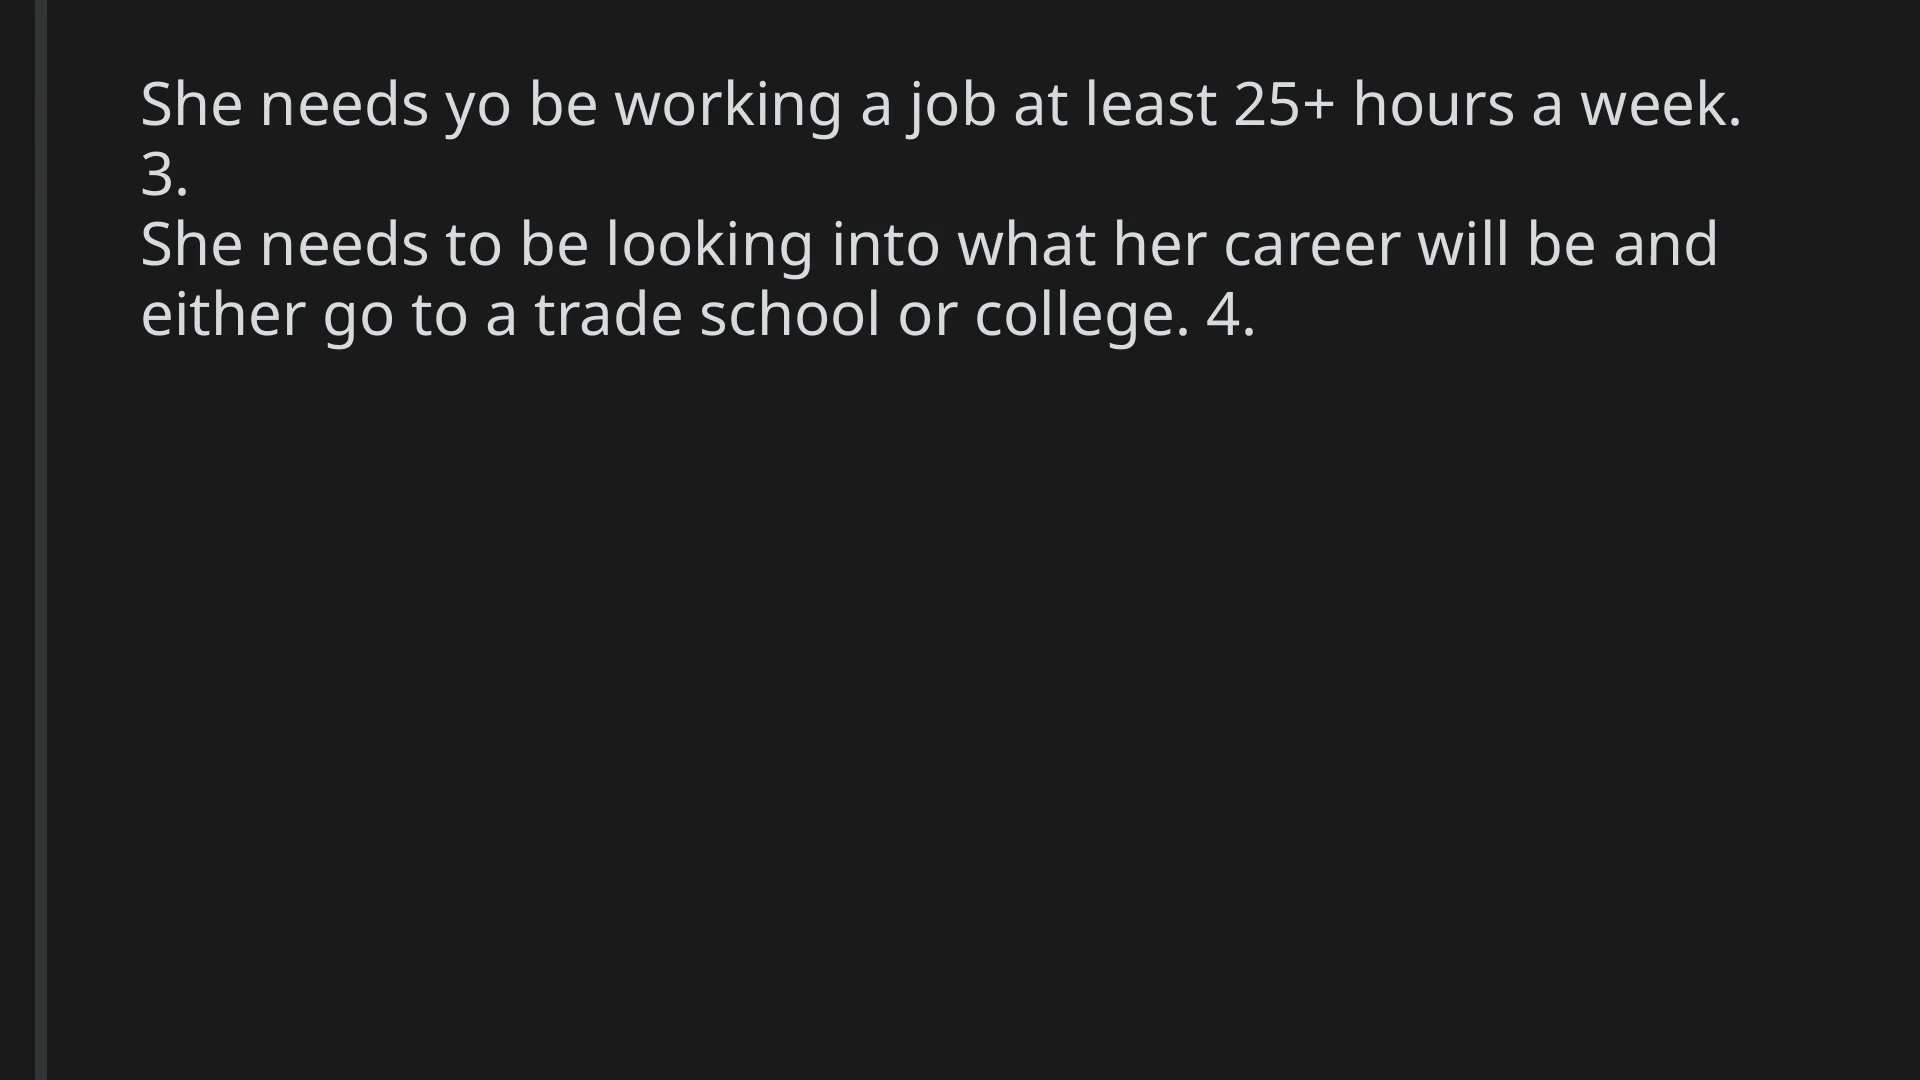 She needs yo be working a job at least 25+ hours a week.
3.
She needs to be looking into what her career will be and
either go to a trade school or college. 4.